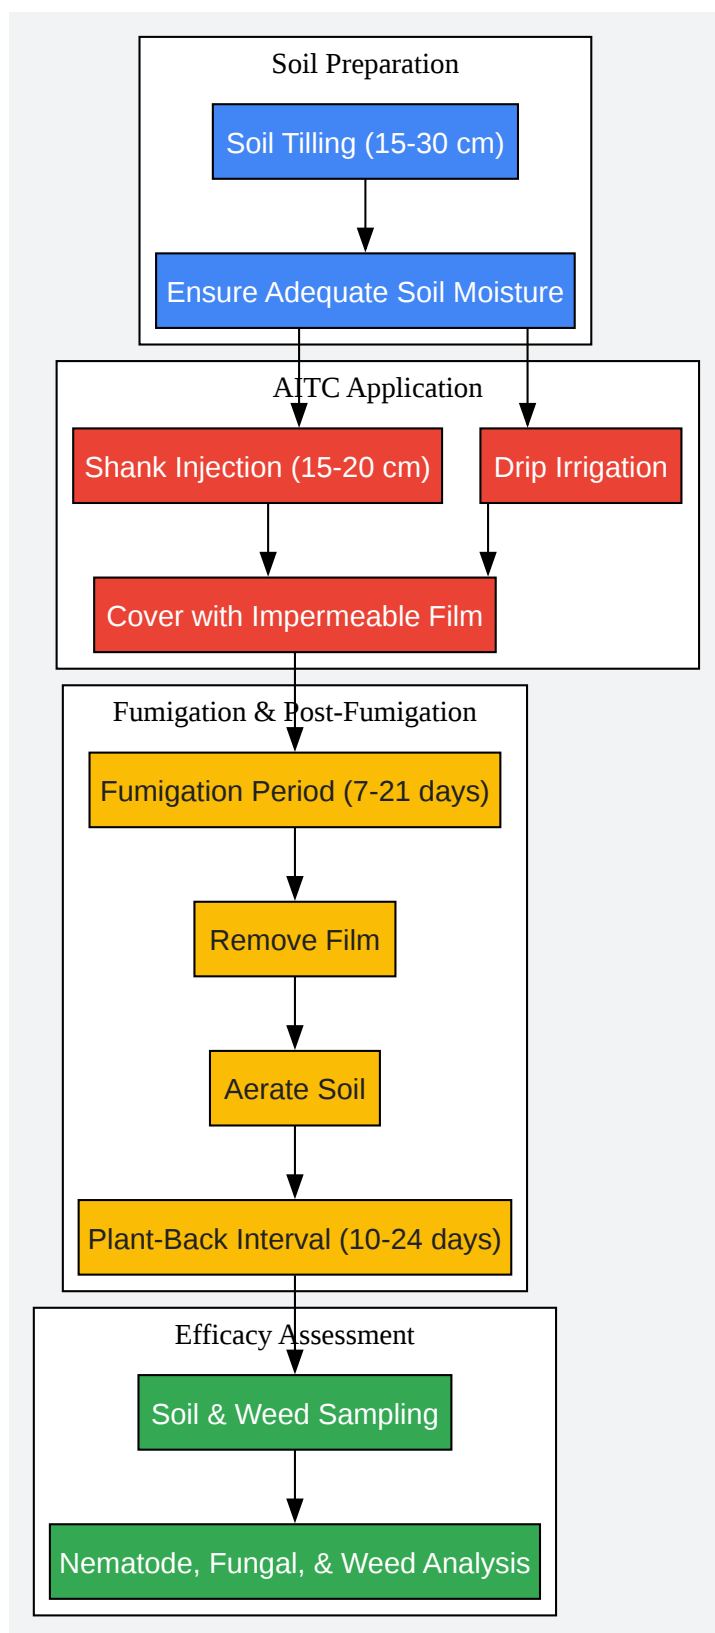 Soil Preparation
Soil Tilling (15-30 cm)
Ensure Adequate Soil Moisture
AITC Application
Shank Injection (15-20 cm)
Drip Irrigation
Cover with Impermeable Film
Fumigation & Post-Fumigation
Fumigation Period (7-21 days)
Remove Film
Aerate Soil
Plant-Back Interval (10-24 days)
Efficacy Assessment
Soil & Weed Sampling
Nematode, Fungal, & Weed Analysis